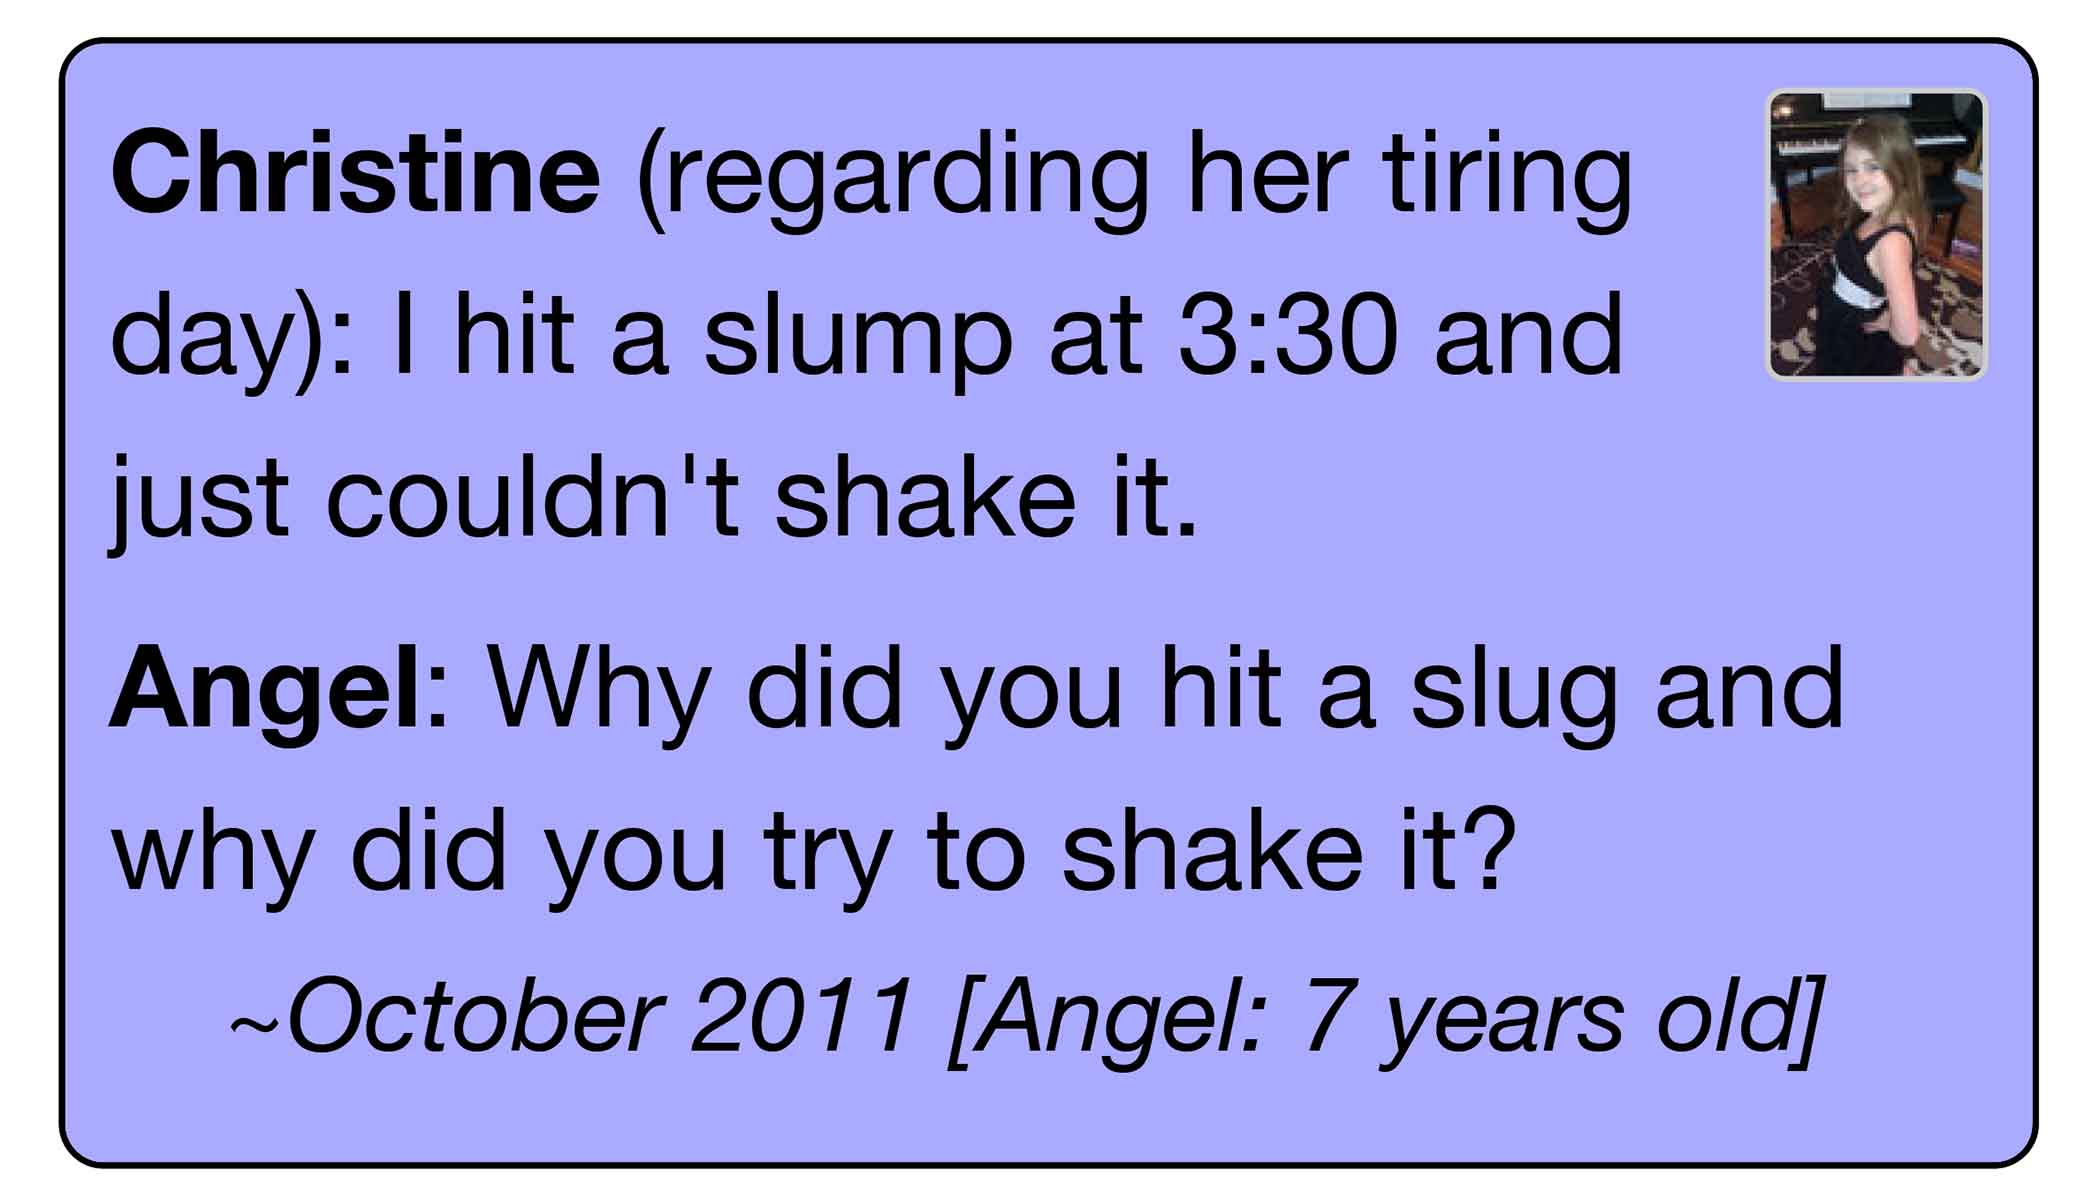 Christine (regarding her tiring
day): I hit a slump at 3:30 and
just couldn't shake it.
Angel: Why did you hit a slug and
why did you try to shake it?
~October 2011 [Angel: 7 years old]